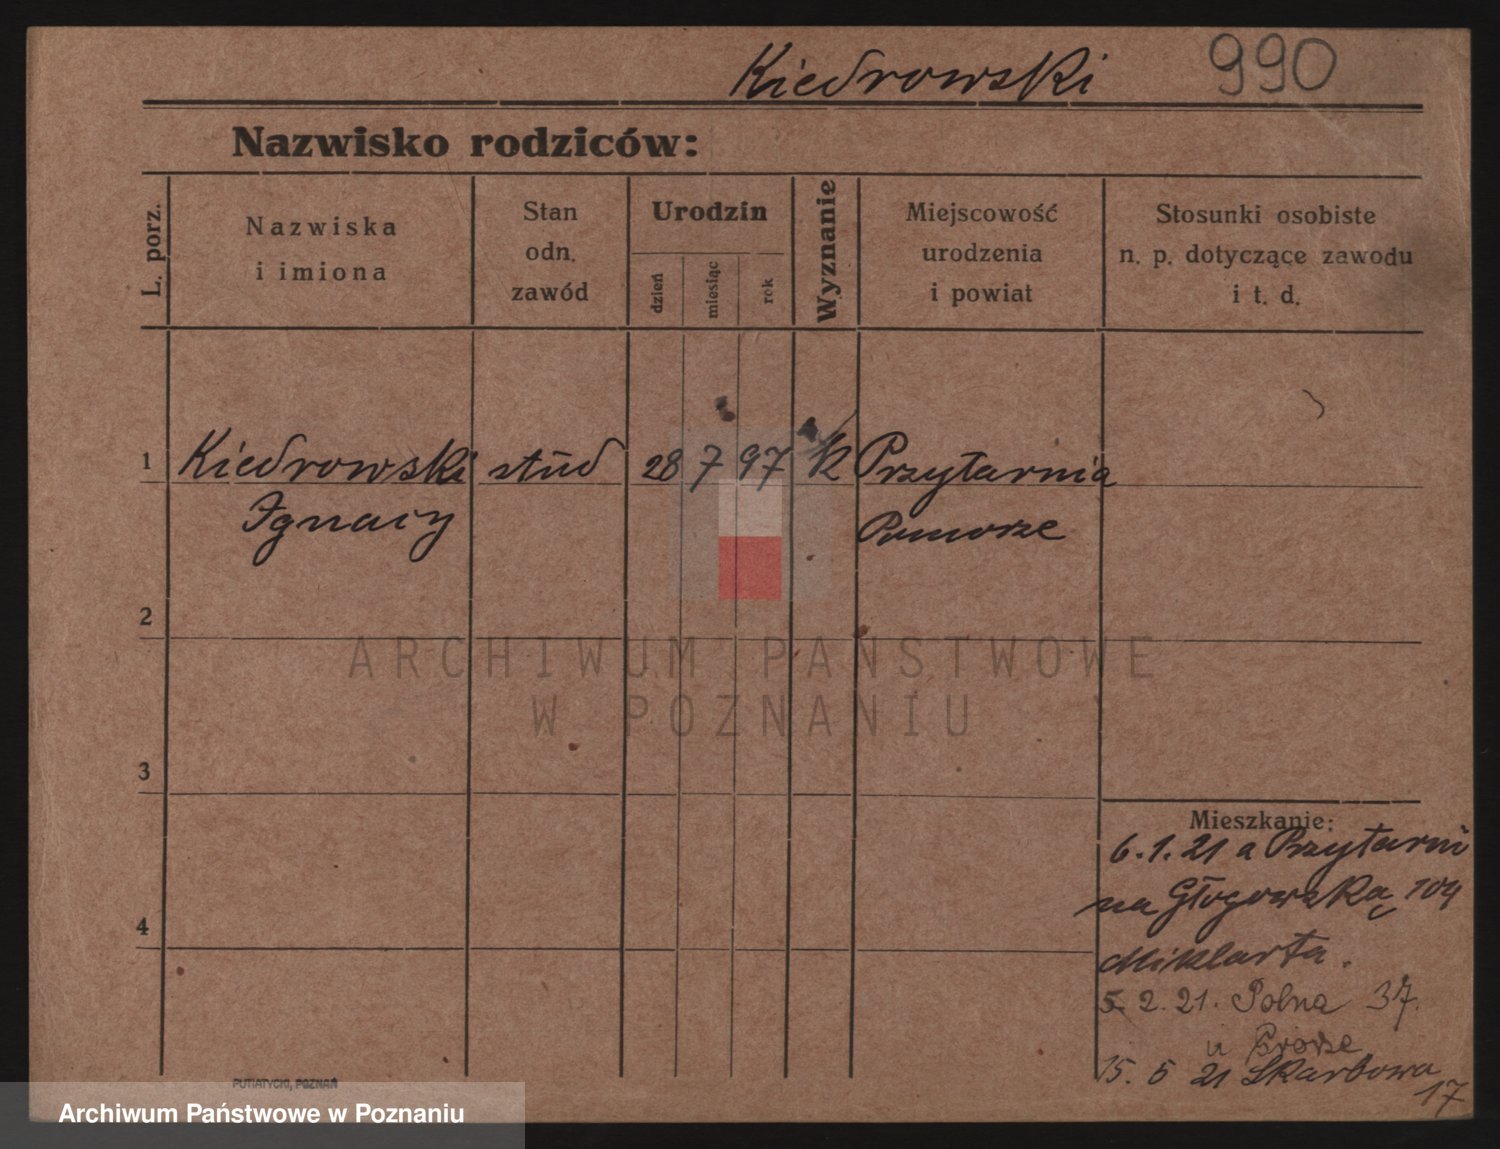 Kiedrowski 990
Nazwisko rodziców:
L. porz.
Nazwiska
i imiona
Stan
odn.
zawód
Urodzin
dzień
miesiąc
rok
Wyznanie
Miejscowość
urodzenia
i powiat
Stosunki osobiste
n. p. dotyczące zawodu
i t. d.
1 Kiedrowski stud 28 7 97 k Przytarnia
Ignacy Pomorze
2
ARCHIWUM PAŃSTWOWE
W POZNANIU
3
Mieszkanie:
6.1.21 a Przytarni
na Głogowską 104
4
5 2. 21. Polna 37.
u
15. 5 21 Skarbowa
17
PUTIATYCKI, POZNAŃ
Archiwum Państwowe w Poznaniu